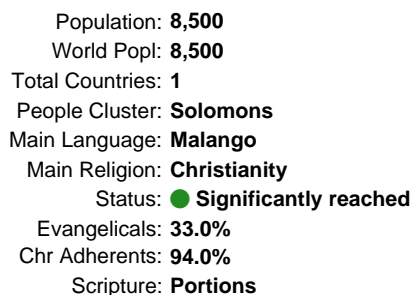 Population: 8,500
World Popl: 8,500
Total Countries: 1
People Cluster: Solomons
Main Language: Malango
Main Religion: Christianity
Status: Significantly reached
Evangelicals: 33.0%
Chr Adherents: 94.0%
Scripture: Portions